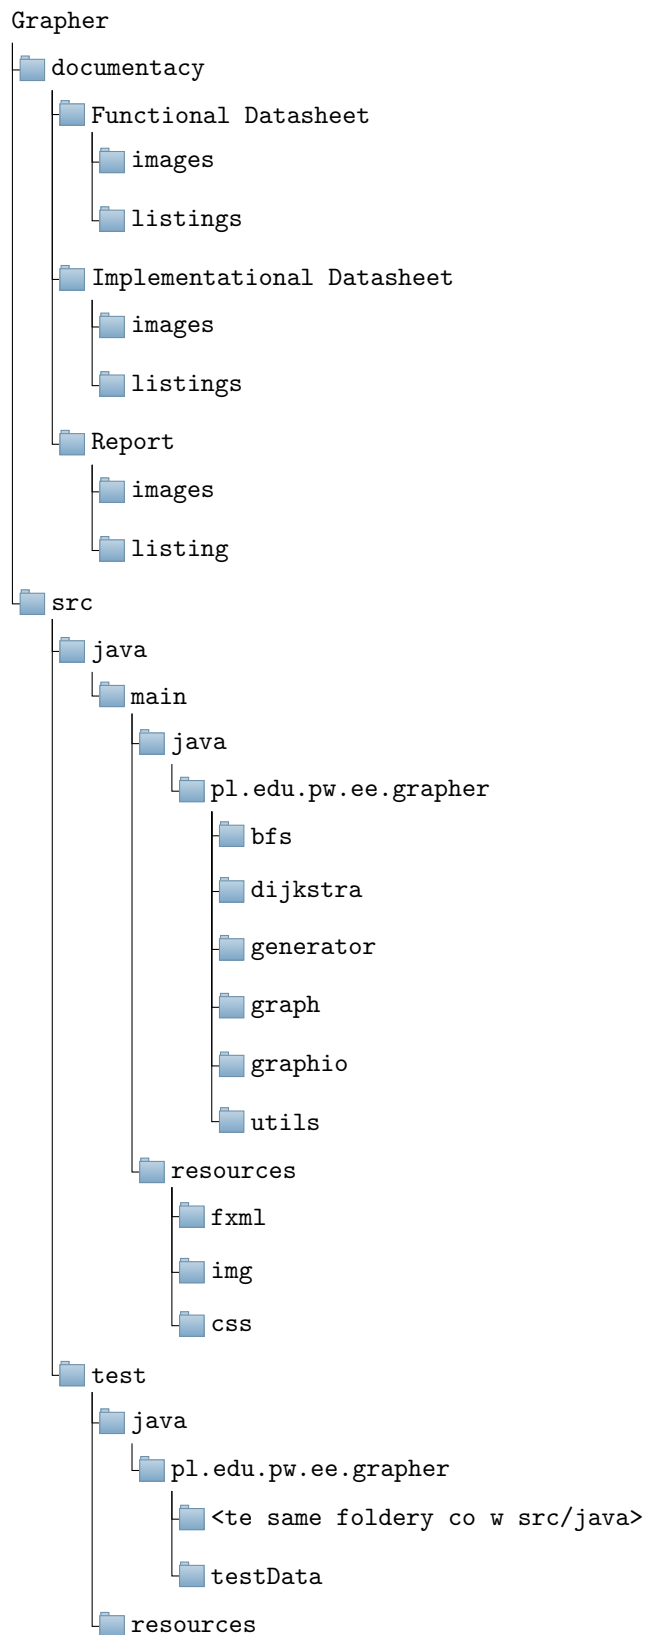 Grapher
documentacy
Functional Datasheet
images
listings
Implementational Datasheet
images
listings
Report
images
listing
src
java
main
java
pl.edu.pw.ee.grapher
bfs
dijkstra
generator
graph
graphio
utils
resources
fxml
img
css
test
java
pl.edu.pw.ee.grapher
<te same foldery co w src/java>
testData
resources